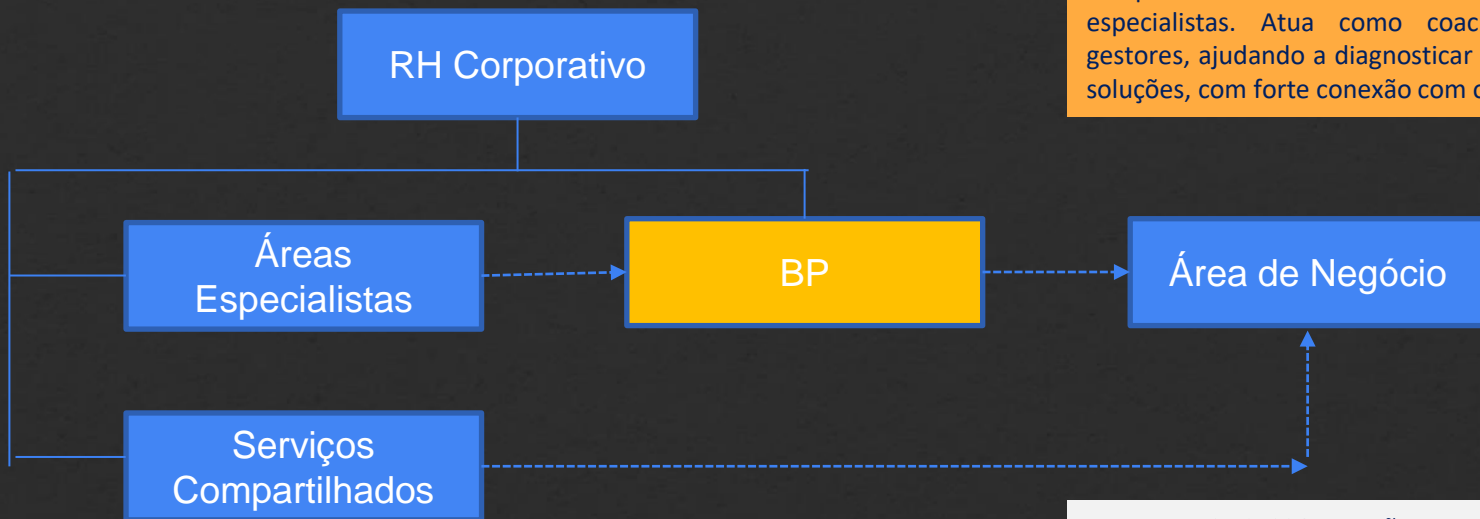 especialistas. Atua como
gestores, ajudando a diagnosticar
soluções, com forte conexão com
RH Corporativo
Áreas
Especialistas
BP
Área de Negócio
Serviços
Compartilhados